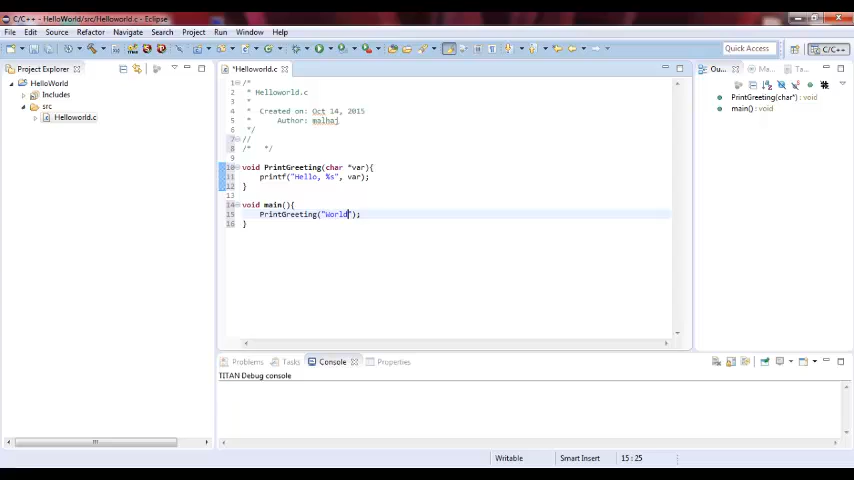 C/C++ - HelloWorld/src/Helloworld.c - Eclipse
File Edit Source Refactor Navigate Search Project Run Window Help
Quick Access
C/C++
Project Explorer
HelloWorld
Includes
src
Helloworld.c
*Helloworld.c
1 /*
2 * Helloworld.c
3 *
4 * Created on: Oct 14, 2015
5 * Author: malhaj
6 */
7 //
8 /* */
9
10 void PrintGreeting(char *var){
11 printf("Hello, %s", var);
12 }
13
14 void main(){
15 PrintGreeting("World");
16 }
Ou... Ma... Ta...
PrintGreeting(char*) : void
main() : void
Problems Tasks Console Properties
TITAN Debug console
Writable Smart Insert 15 : 25